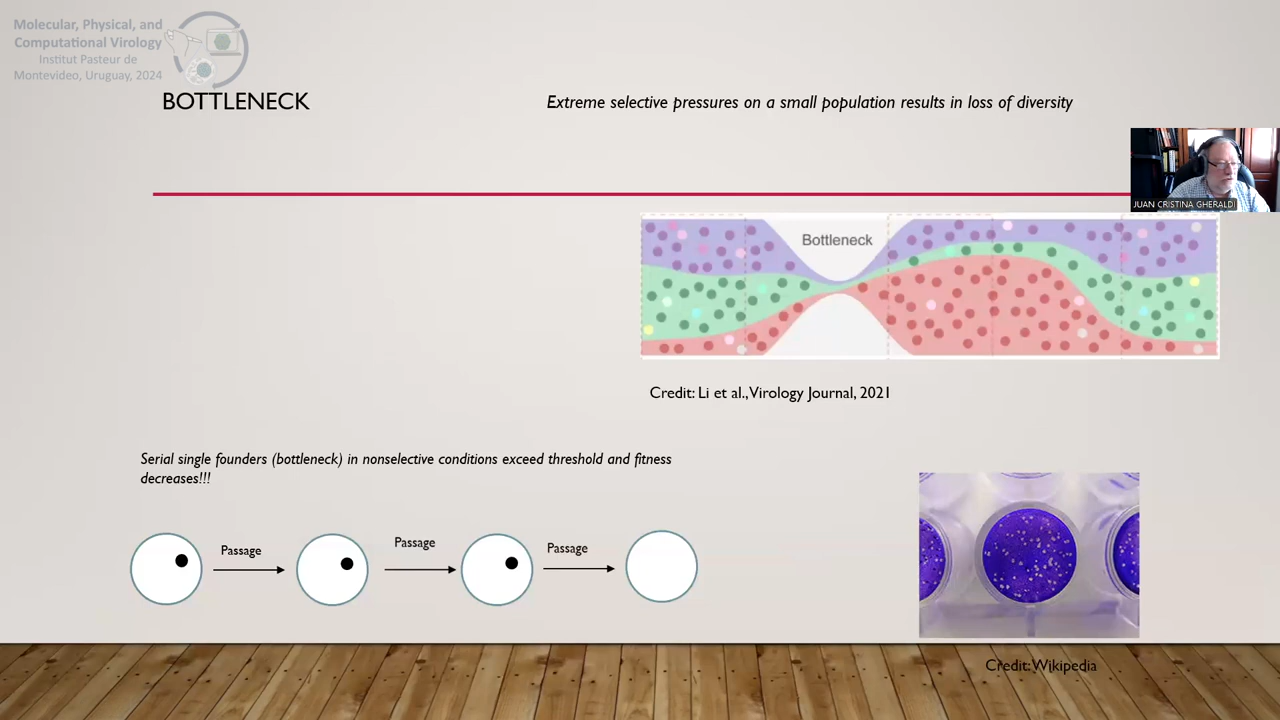 Molecular, Physical, and
Computational Virology
Institut Pasteur de
Montevideo, Uruguay, 2024
BOTTLENECK
Extreme selective pressures on a small population results in loss of diversity
JUAN CRISTINA GHERALDI
Bottleneck
Credit: Li et al., Virology Journal, 2021
Serial single founders (bottleneck) in nonselective conditions exceed threshold and fitness
decreases!!!
Passage
Passage
Passage
Credit: Wikipedia